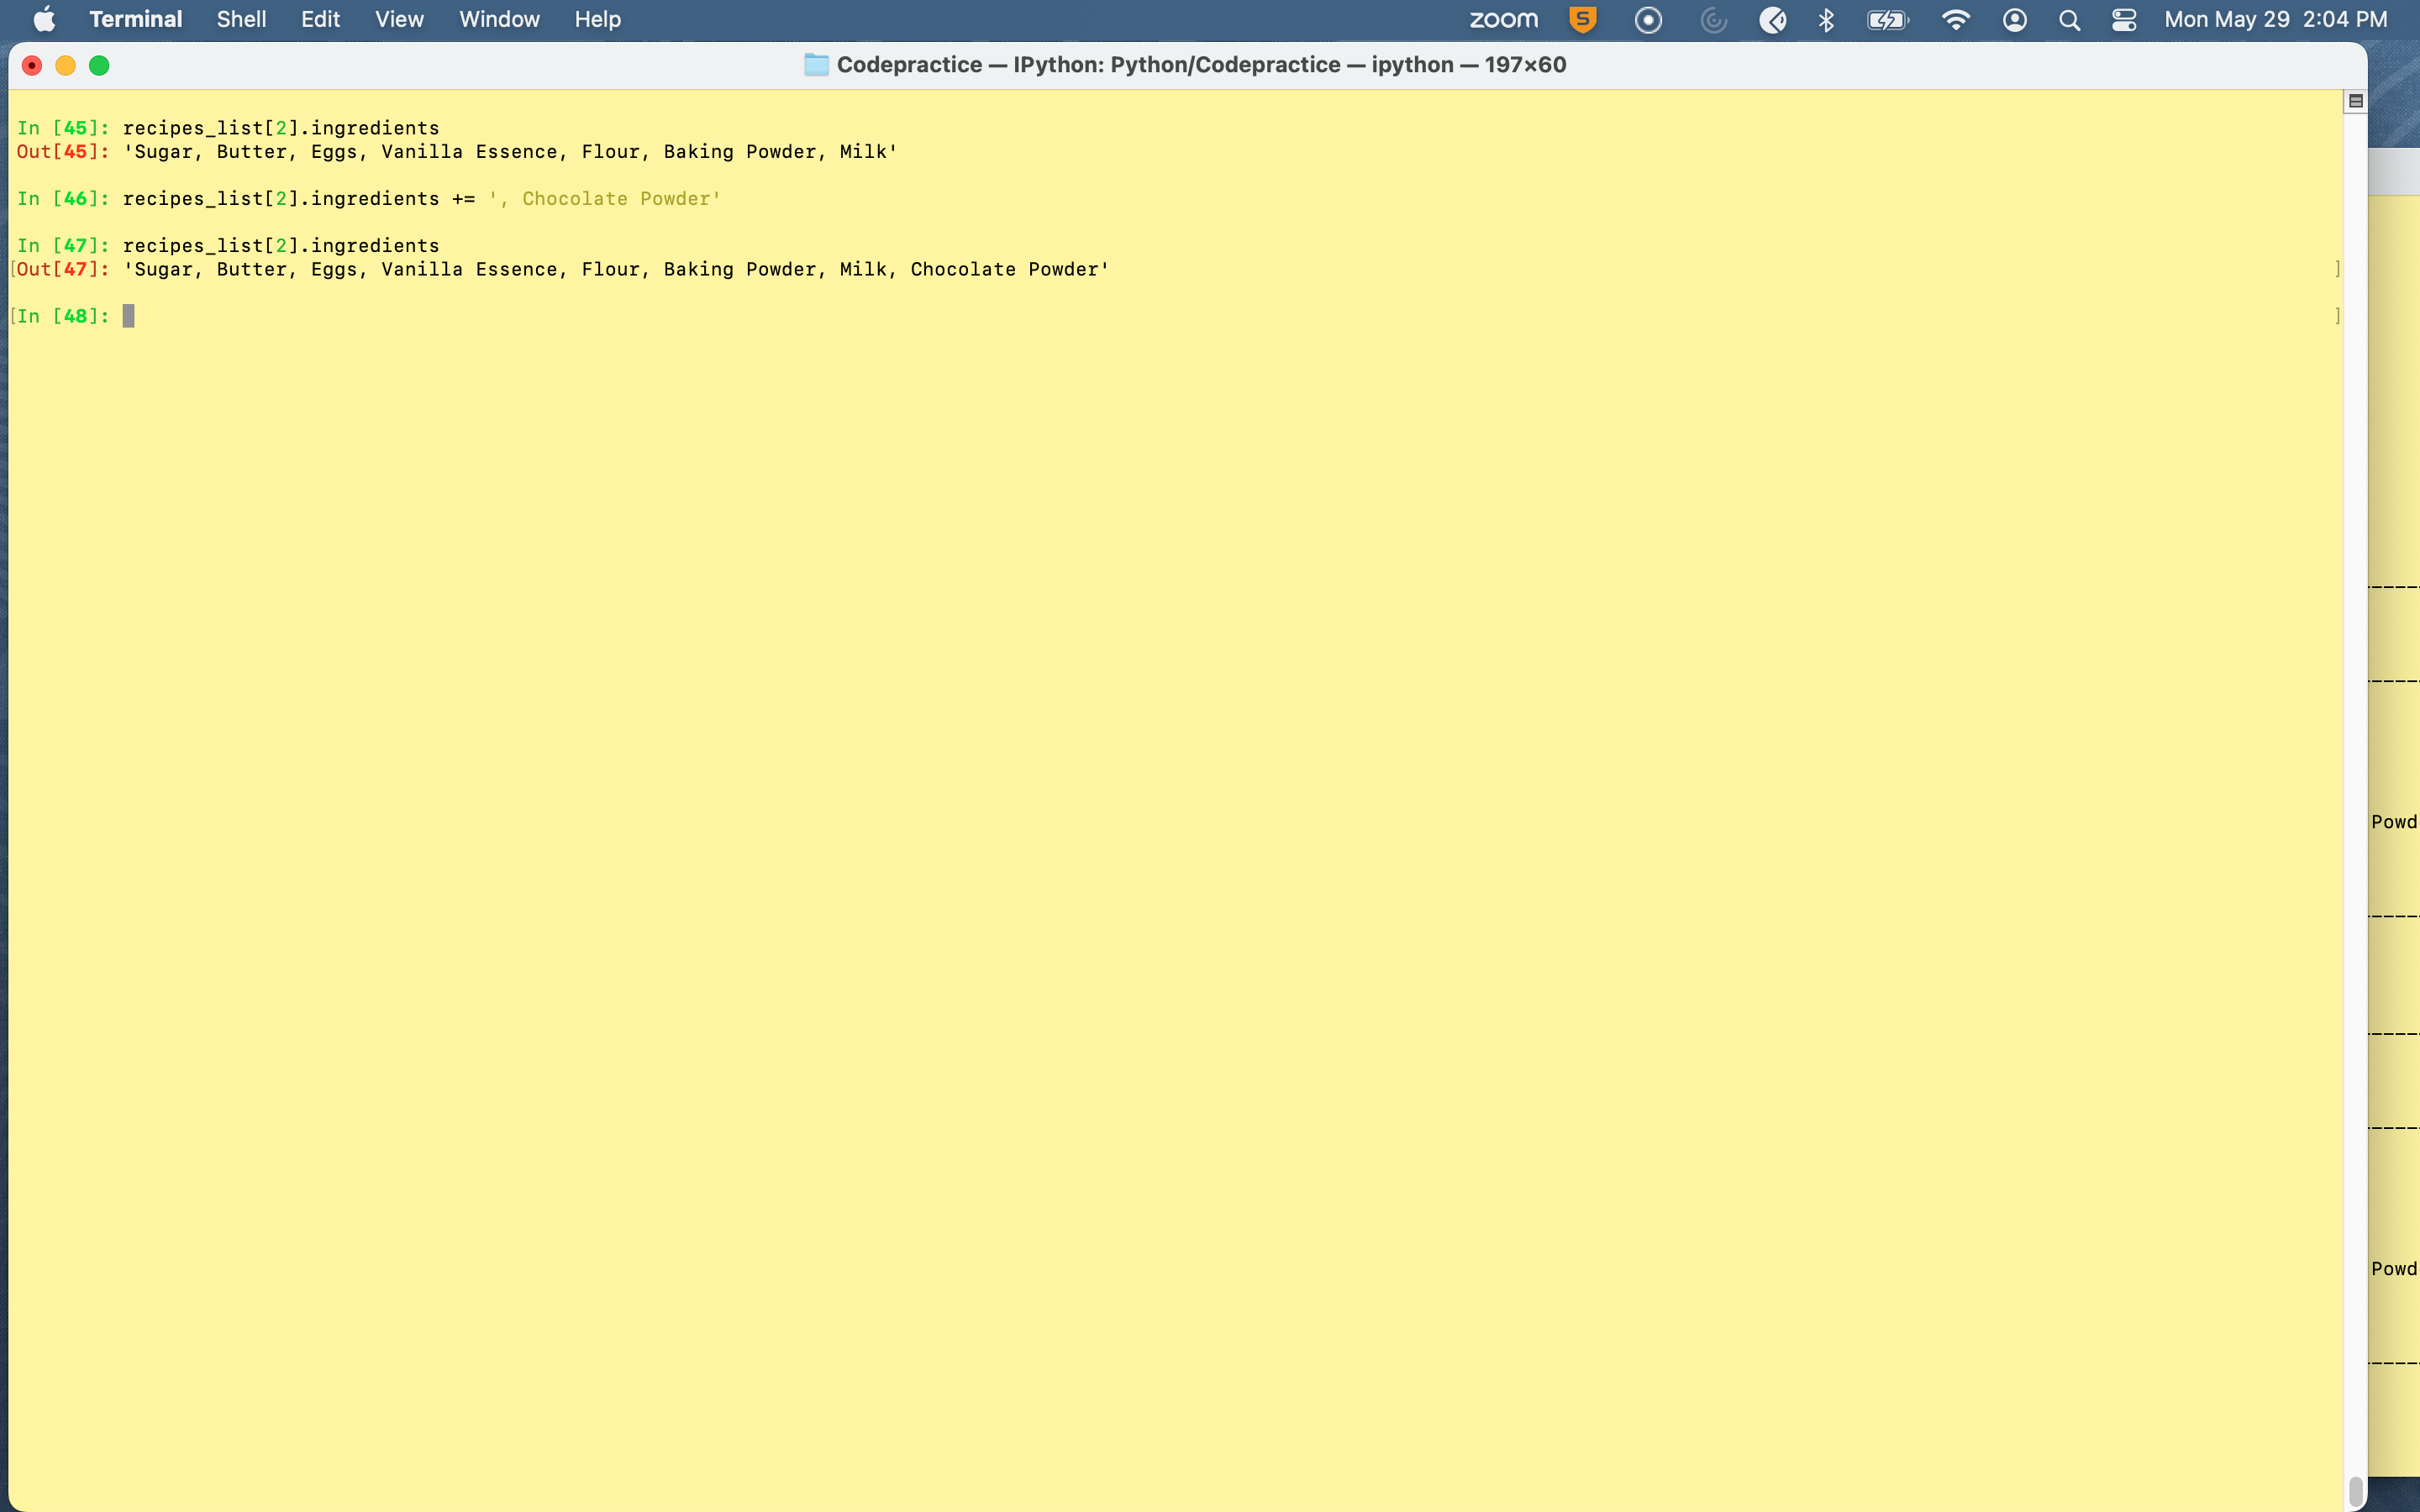 Terminal Shell Edit View Window Help zoom S Mon May 29 2:04 PM
Codepractice — IPython: Python/Codepractice — ipython — 197×60
In [45]: recipes_list[2].ingredients
Out[45]: 'Sugar, Butter, Eggs, Vanilla Essence, Flour, Baking Powder, Milk'
In [46]: recipes_list[2].ingredients += ', Chocolate Powder'
In [47]: recipes_list[2].ingredients
[Out[47]: 'Sugar, Butter, Eggs, Vanilla Essence, Flour, Baking Powder, Milk, Chocolate Powder' ]
[In [48]: ]
-----
-----
Powd
-----
-----
-----
Powd
-----